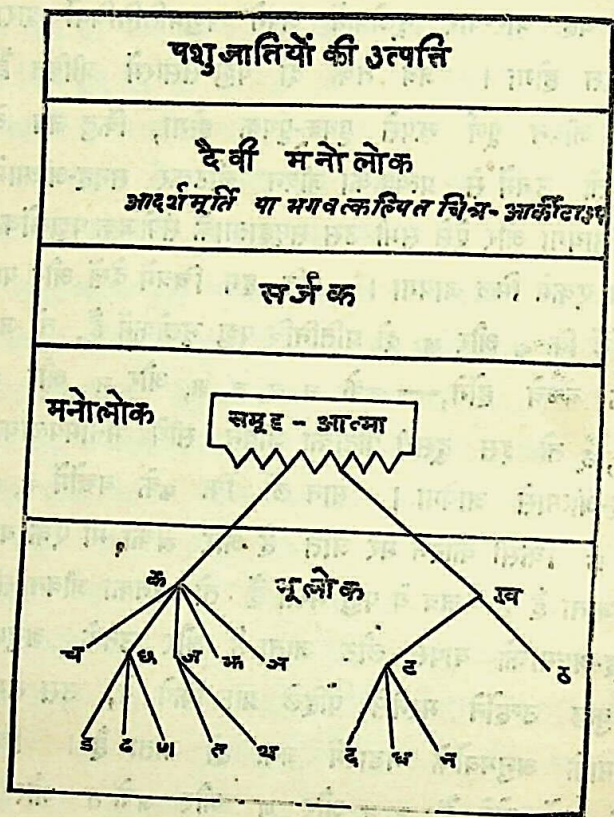 पशुजातियों की उत्पत्ति
दैवी मनोलोक
आदर्शमूर्ति या भगवत्कल्पित चित्र-आर्कीटाइप
सर्जक
मनोलोक
समूह - आत्मा
क भूलोक ख
च छ ज झ ञ ट ठ
ड ढ ण त थ द ध न